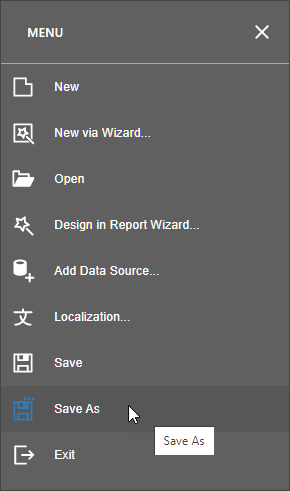 MENU
New
New via Wizard...
Open
Design in Report Wizard...
Add Data Source...
Localization...
Save
Save As
Save As
Exit